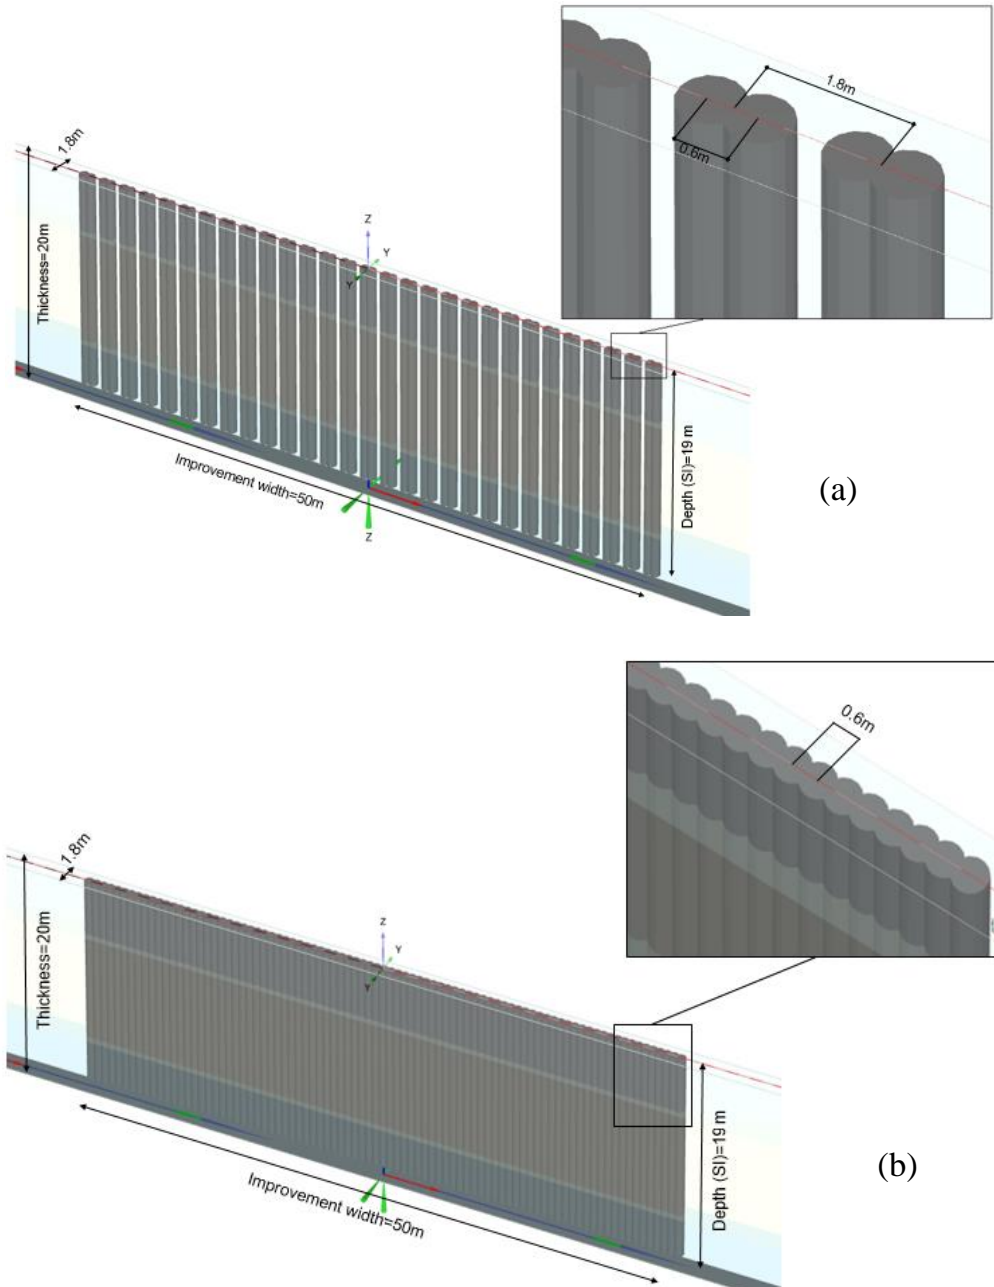 1.8m
0.6m
1.8m
Thickness=20m
Z
Y
Y
Improvement width=50m
Z
Depth (SI)=19 m
(a)
0.6m
1.8m
Thickness=20m
Z
Y
Y
Improvement width=50m
Depth (SI)=19 m
(b)